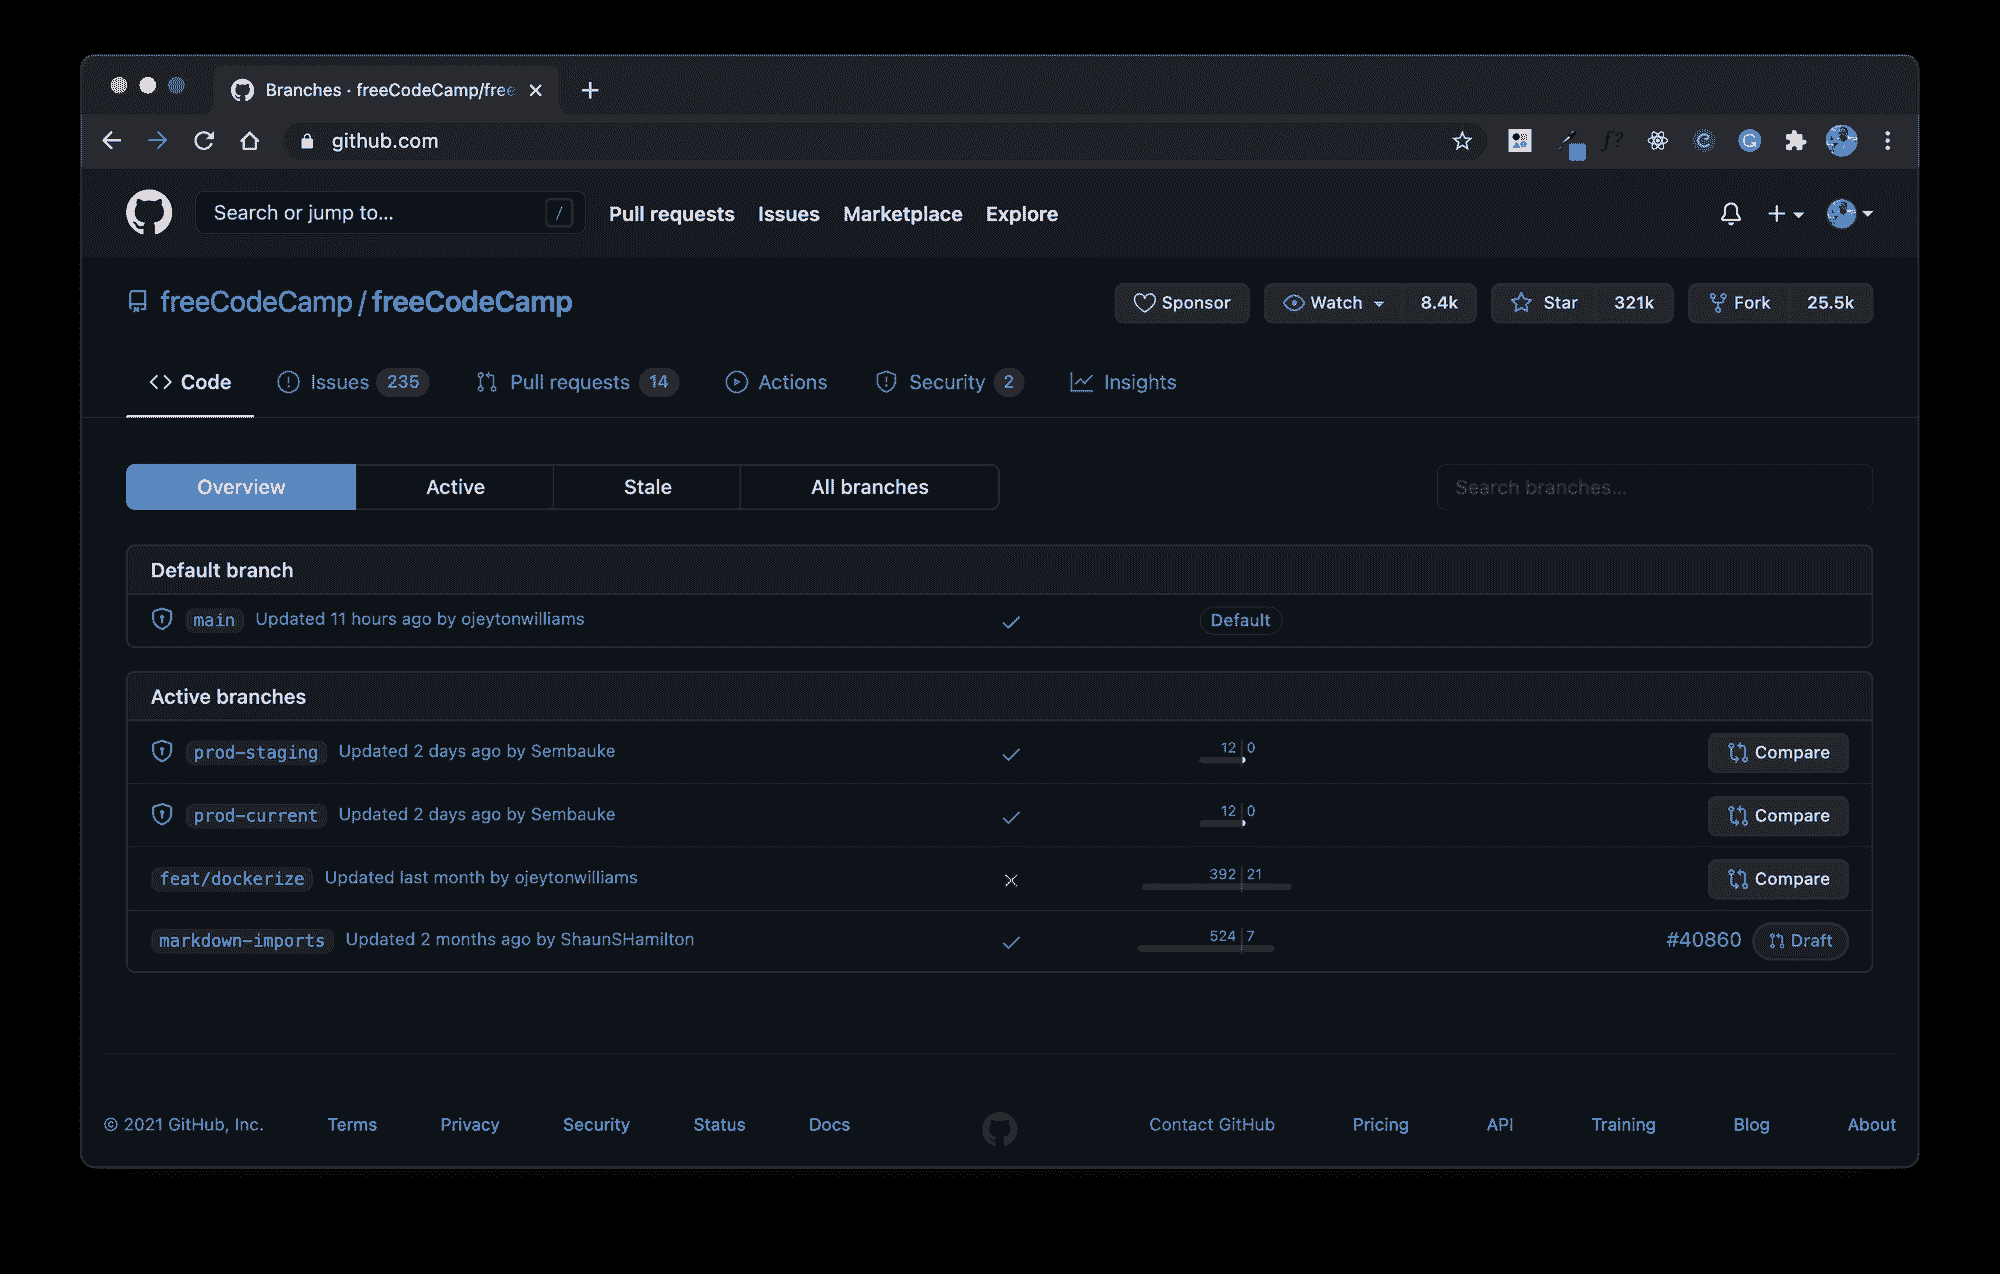 Branches · freeCodeCamp/free
github.com
Search or jump to... / Pull requests Issues Marketplace Explore
freeCodeCamp / freeCodeCamp Sponsor Watch 8.4k Star 321k Fork 25.5k
Code Issues 235 Pull requests 14 Actions Security 2 Insights
Overview Active Stale All branches Search branches...
Default branch
main Updated 11 hours ago by ojeytonwilliams Default
Active branches
prod-staging Updated 2 days ago by Sembauke 12 0 Compare
prod-current Updated 2 days ago by Sembauke 12 0 Compare
feat/dockerize Updated last month by ojeytonwilliams 392 21 Compare
markdown-imports Updated 2 months ago by ShaunSHamilton 524 7 #40860 Draft
© 2021 GitHub, Inc. Terms Privacy Security Status Docs Contact GitHub Pricing API Training Blog About